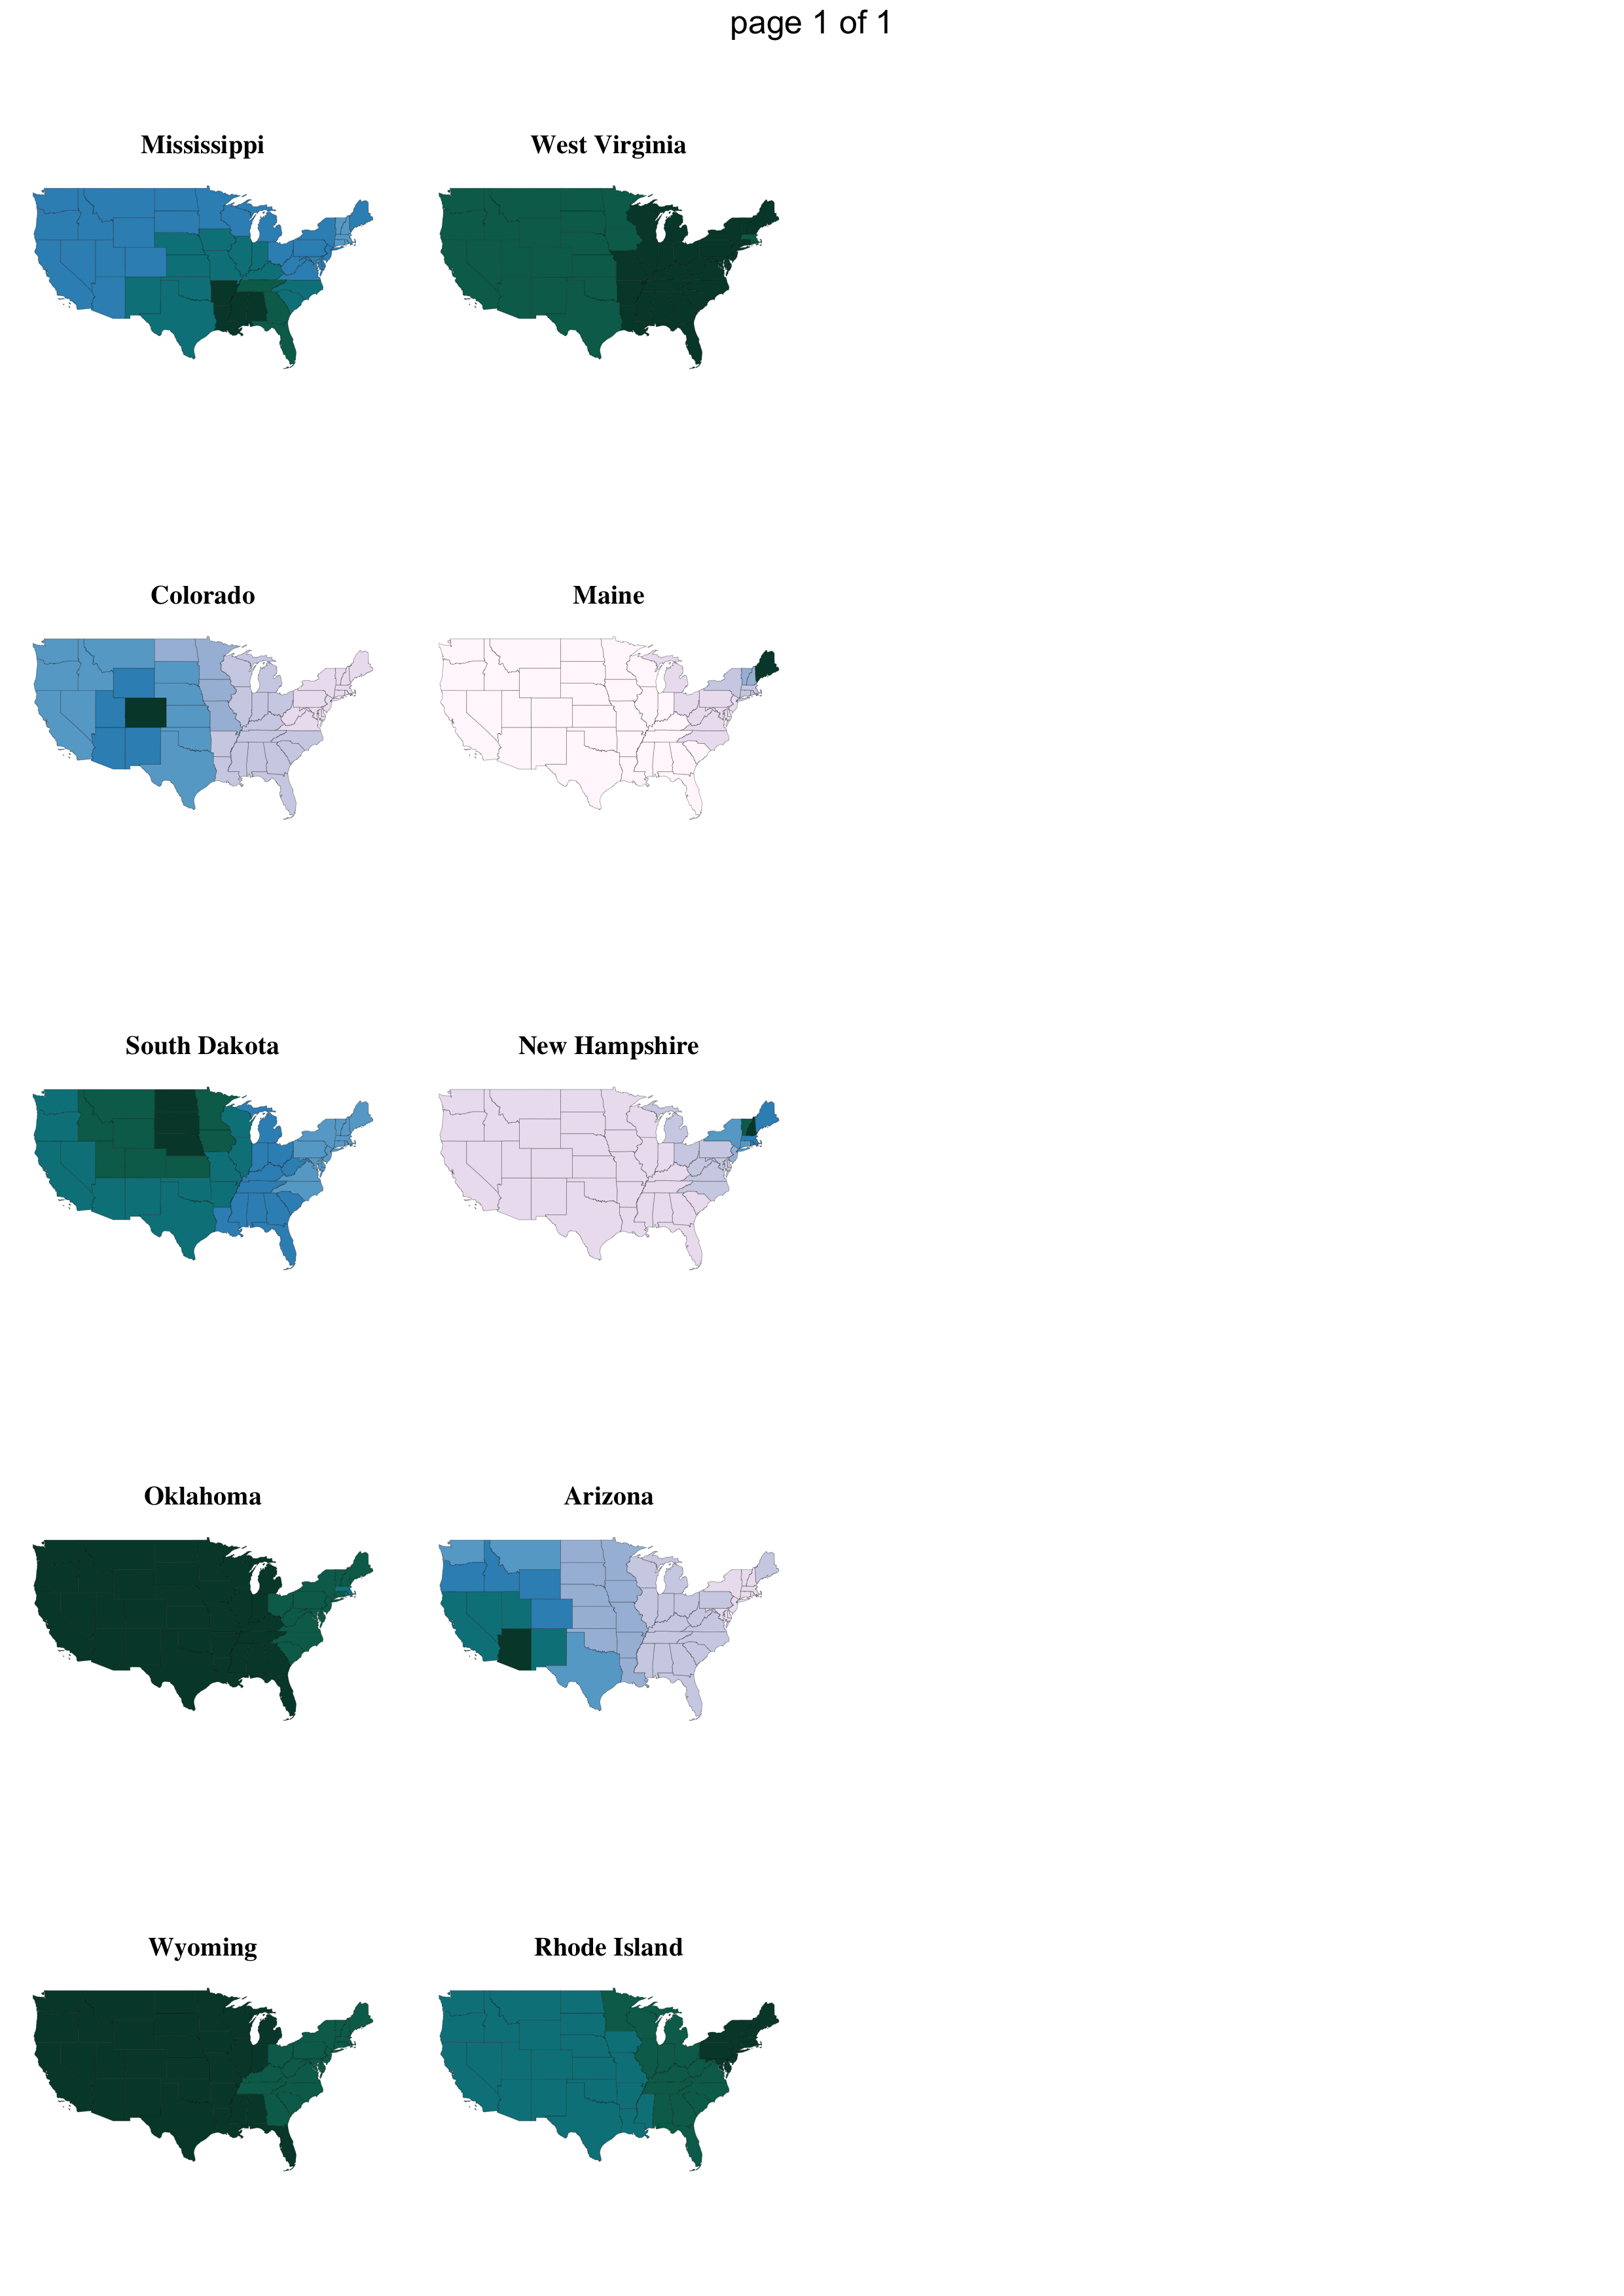 page 1 of 1
Mississippi
West Virginia
Colorado
Maine
South Dakota
New Hampshire
Oklahoma
Arizona
Wyoming
Rhode Island